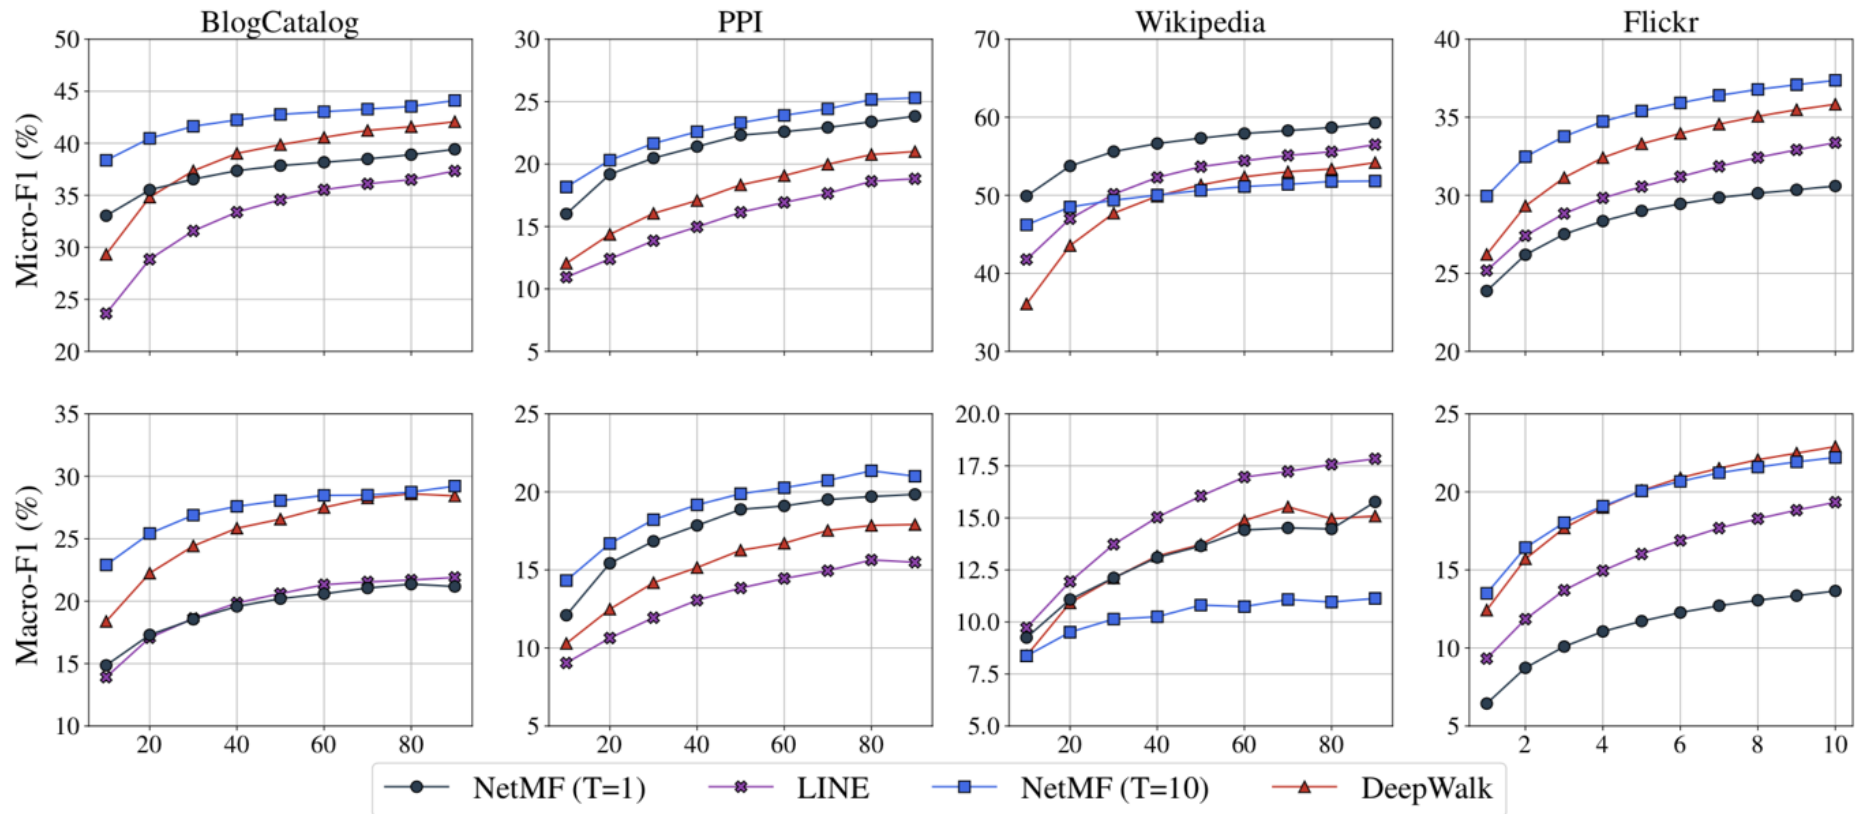 BlogCatalog PPI Wikipedia Flickr
Micro-F1 (%)
50 45 40 35 30 25 20
30 25 20 15 10 5
70 60 50 40 30
40 35 30 25 20
Macro-F1 (%)
35 30 25 20 15 10
20 40 60 80
25 20 15 10 5
20 40 60 80
20.0 17.5 15.0 12.5 10.0 7.5 5.0
20 40 60 80
25 20 15 10 5
2 4 6 8 10
NetMF (T=1) LINE NetMF (T=10) DeepWalk